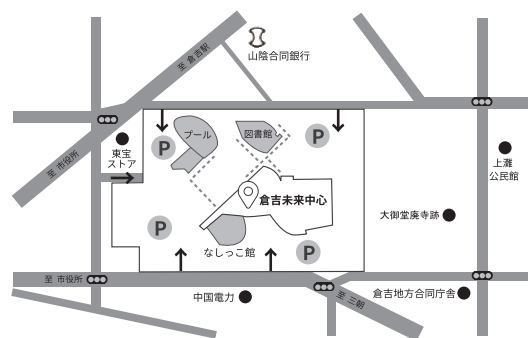 至 倉吉駅
山陰合同銀行
プール
図書館
P
P
東宝
ストア
至 市役所
上灘
公民館
倉吉未来中心
大御堂廃寺跡
P
なしっこ館
P
至 市役所
中国電力
至 三朝
倉吉地方合同庁舎